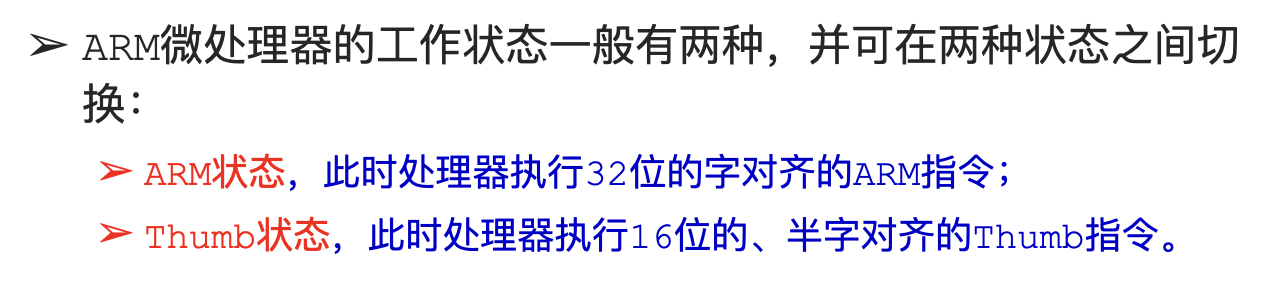 ➢ ARM微处理器的工作状态一般有两种，并可在两种状态之间切
换：
➢ ARM状态，此时处理器执行32位的字对齐的ARM指令；
➢ Thumb状态，此时处理器执行16位的、半字对齐的Thumb指令。